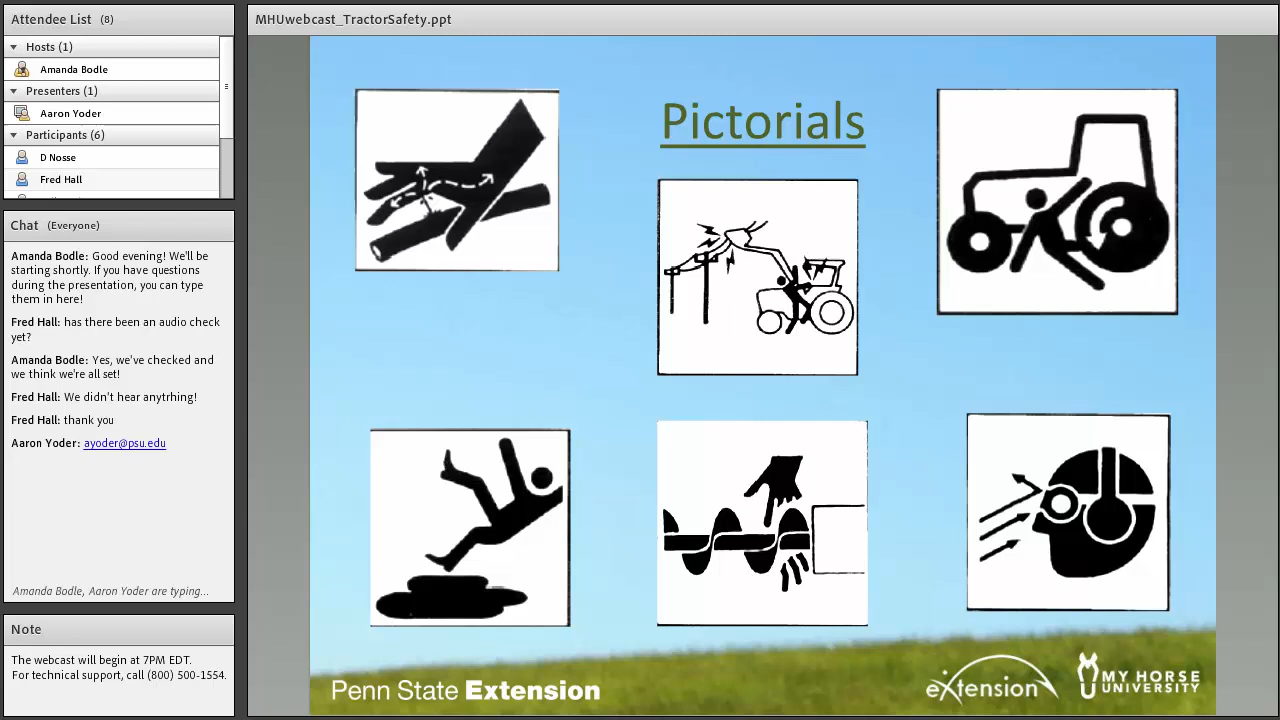 Attendee List (8)
Hosts (1)
Amanda Bodle
Presenters (1)
Aaron Yoder
Participants (6)
D Nosse
Fred Hall
Chat (Everyone)
Amanda Bodle: Good evening! We'll be
starting shortly. If you have questions
during the presentation, you can type
them in here!
Fred Hall: has there been an audio check
yet?
Amanda Bodle: Yes, we've checked and
we think we're all set!
Fred Hall: We didn't hear anytrhing!
Fred Hall: thank you
Aaron Yoder: ayoder@psu.edu
Amanda Bodle, Aaron Yoder are typing...
Note
The webcast will begin at 7PM EDT.
For technical support, call (800) 500-1554.
MHUwebcast_TractorSafety.ppt
Pictorials
Penn State Extension
eXtension
MY HORSE
UNIVERSITY